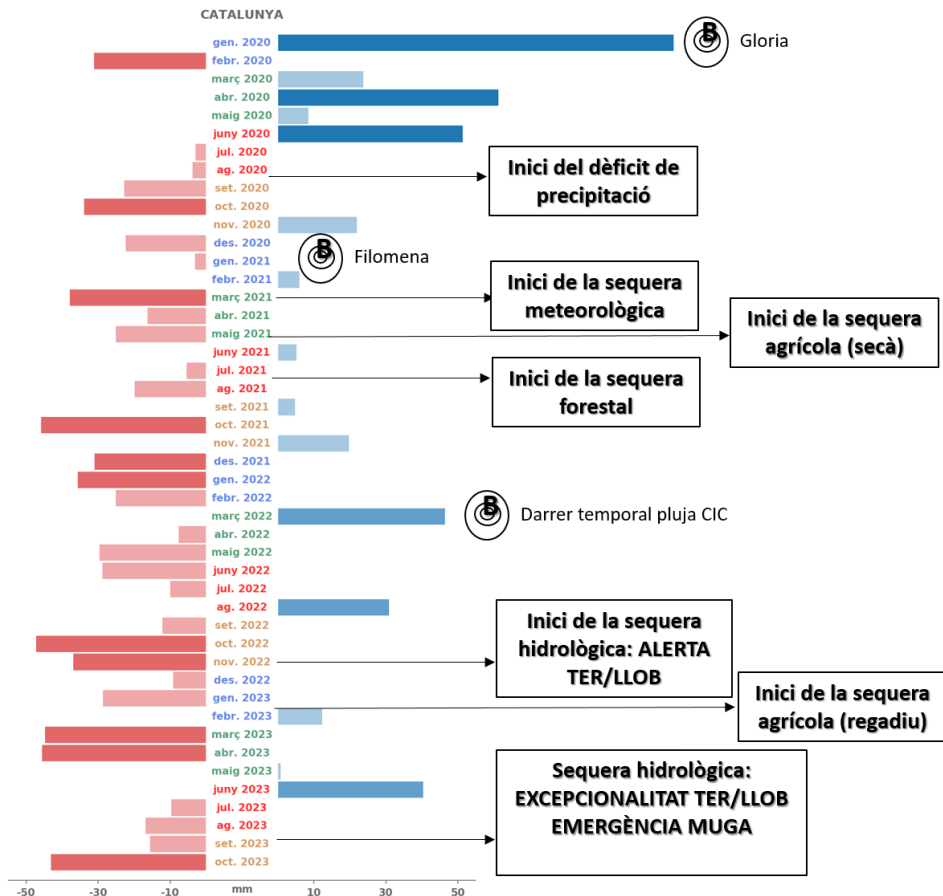 CATALUNYA
gen. 2020
B
Gloria
febr. 2020
març 2020
abr. 2020
maig 2020
juny 2020
jul. 2020
ag. 2020
Inici del dèficit de
precipitació
set. 2020
oct. 2020
nov. 2020
des. 2020
B
Filomena
gen. 2021
febr. 2021
març 2021
Inici de la sequera
meteorològica
abr. 2021
maig 2021
Inici de la sequera
agrícola (secà)
juny 2021
jul. 2021
Inici de la sequera
forestal
ag. 2021
set. 2021
oct. 2021
nov. 2021
des. 2021
gen. 2022
febr. 2022
març 2022
B
Darrer temporal pluja CIC
abr. 2022
maig 2022
juny 2022
jul. 2022
ag. 2022
set. 2022
oct. 2022
nov. 2022
Inici de la sequera
hidrològica: ALERTA
TER/LLOB
des. 2022
gen. 2023
febr. 2023
Inici de la sequera
agrícola (regadiu)
març 2023
abr. 2023
maig 2023
juny 2023
jul. 2023
ag. 2023
set. 2023
Sequera hidrològica:
EXCEPCIONALITAT TER/LLOB
EMERGÈNCIA MUGA
oct. 2023
-50 -30 -10 mm 10 30 50